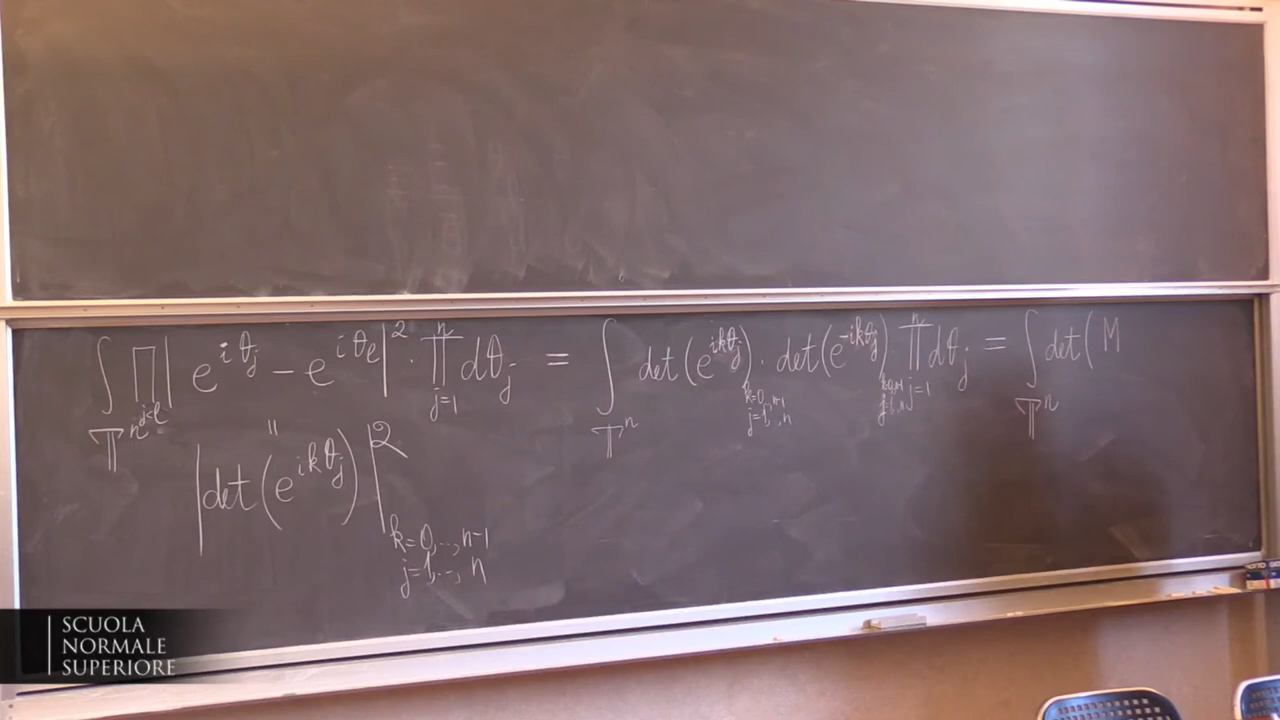 ∫_{𝕋^n} ∏_{j<ℓ} | e^{iθ_j} − e^{iθ_ℓ} |^2 · ∏_{j=1}^{n} dθ_j = ∫_{𝕋^n} det(e^{ikθ_j})_{k=0,..,n-1 j=1,..,n} · det(e^{-ikθ_j})_{k=0,..,n-1 j=1,..,n} ∏_{j=1}^{n} dθ_j = ∫_{𝕋^n} det( M
"
|det(e^{ikθ_j})|^2_{k=0,...,n-1 j=1,...,n}
SCUOLA
NORMALE
SUPERIORE